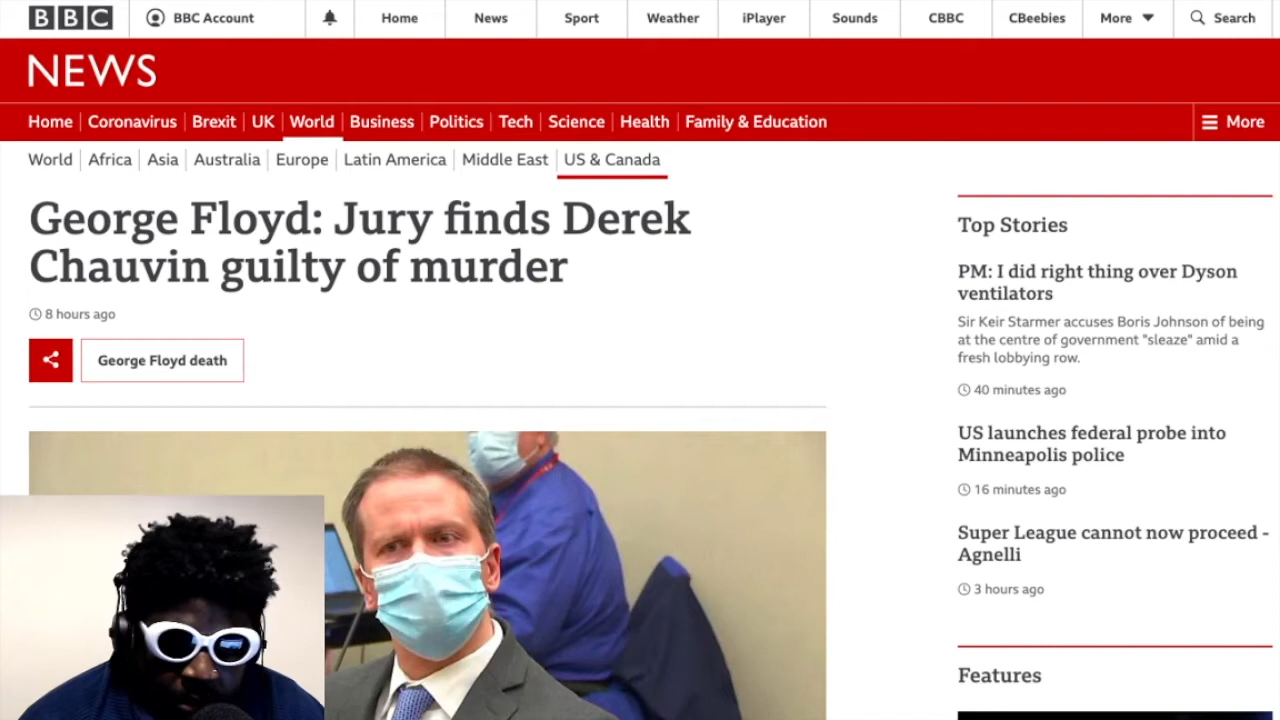 BBC BBC Account Home News Sport Weather iPlayer Sounds CBBC CBeebies More Search
NEWS
Home Coronavirus Brexit UK World Business Politics Tech Science Health Family & Education More
World Africa Asia Australia Europe Latin America Middle East US & Canada
George Floyd: Jury finds Derek
Chauvin guilty of murder
8 hours ago
George Floyd death
Top Stories
PM: I did right thing over Dyson
ventilators
Sir Keir Starmer accuses Boris Johnson of being
at the centre of government "sleaze" amid a
fresh lobbying row.
40 minutes ago
US launches federal probe into
Minneapolis police
16 minutes ago
Super League cannot now proceed -
Agnelli
3 hours ago
Features